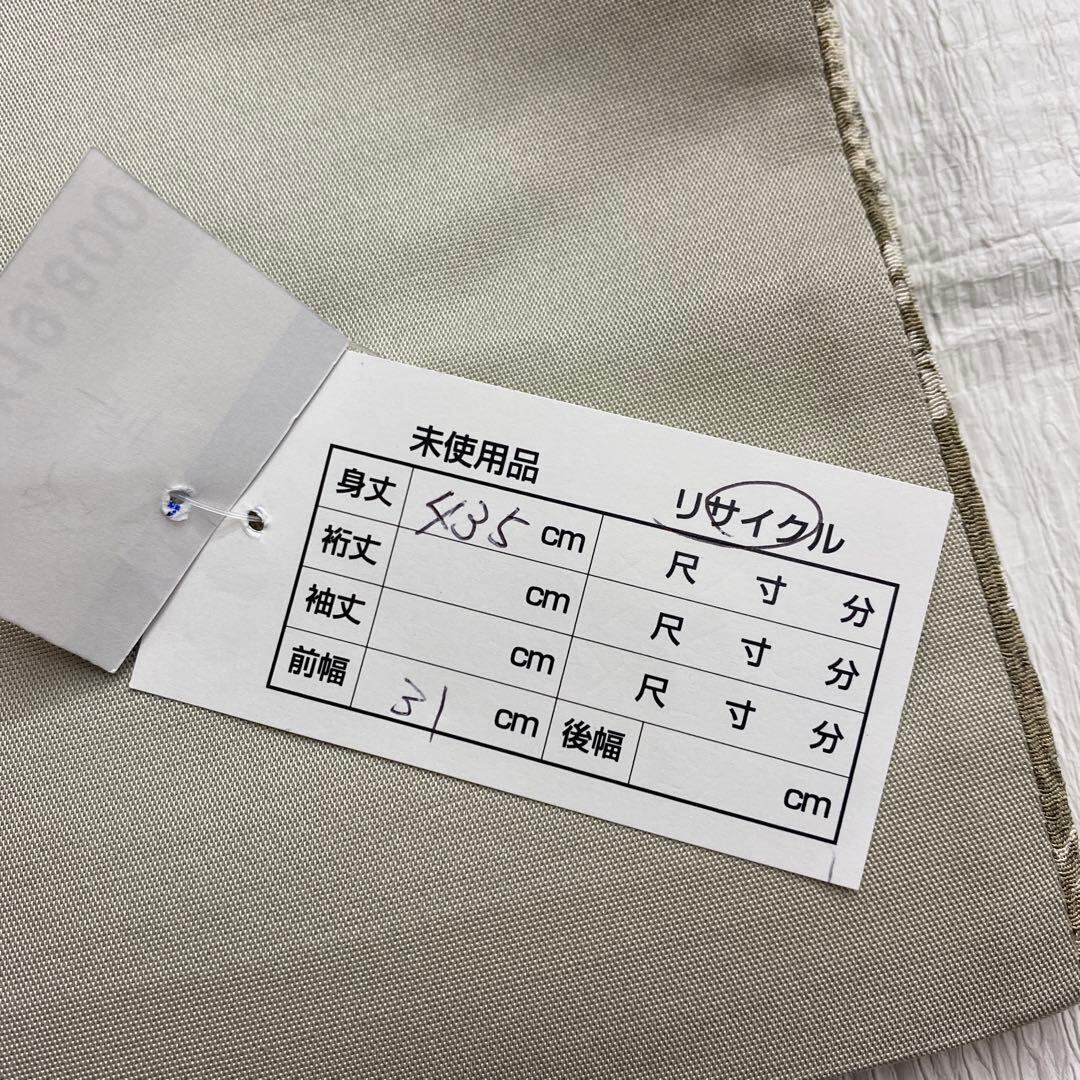 未使用品 リサイクル
身丈 435 cm 尺 寸 分
裄丈 cm 尺 寸 分
袖丈 cm 尺 寸 分
前幅 31 cm 後幅 cm